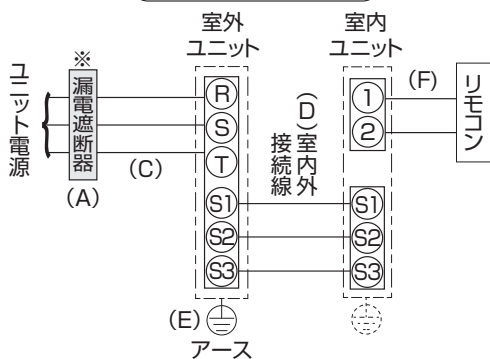 室外
ユニット
室内
ユニット
※
漏電遮断器
(A)
ユニット電源
(C)
R
S
T
S1
S2
S3
(D)室内外
接続線
1
2
S1
S2
S3
(F)
リモコン
(E)
アース